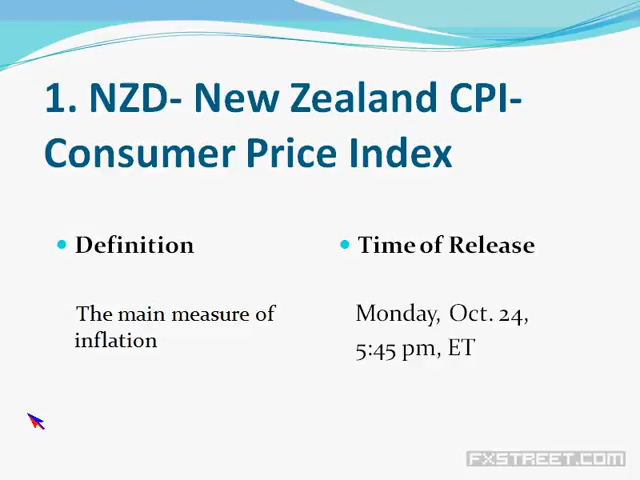 1. NZD- New Zealand CPI-
Consumer Price Index
Definition
The main measure of
inflation
Time of Release
Monday, Oct. 24,
5:45 pm, ET
FXSTREET.COM